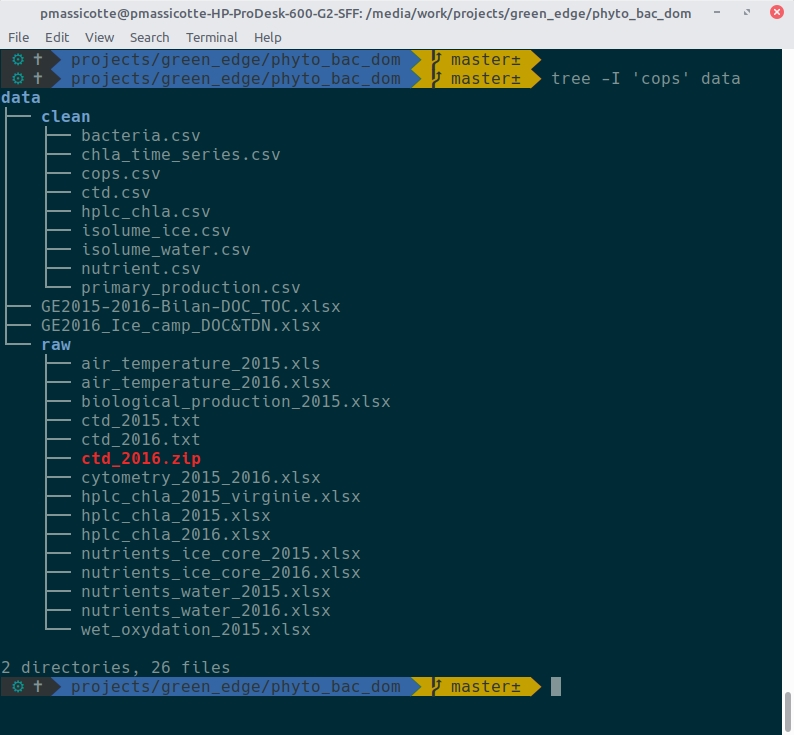 pmassicotte@pmassicotte-HP-ProDesk-600-G2-SFF: /media/work/projects/green_edge/phyto_bac_dom
File Edit View Search Terminal Help
⚙ ✝ projects/green_edge/phyto_bac_dom master±
⚙ ✝ projects/green_edge/phyto_bac_dom master± tree -I 'cops' data
data
├── clean
│   ├── bacteria.csv
│   ├── chla_time_series.csv
│   ├── cops.csv
│   ├── ctd.csv
│   ├── hplc_chla.csv
│   ├── isolume_ice.csv
│   ├── isolume_water.csv
│   ├── nutrient.csv
│   └── primary_production.csv
├── GE2015-2016-Bilan-DOC_TOC.xlsx
├── GE2016_Ice_camp_DOC&TDN.xlsx
└── raw
    ├── air_temperature_2015.xls
    ├── air_temperature_2016.xlsx
    ├── biological_production_2015.xlsx
    ├── ctd_2015.txt
    ├── ctd_2016.txt
    ├── ctd_2016.zip
    ├── cytometry_2015_2016.xlsx
    ├── hplc_chla_2015_virginie.xlsx
    ├── hplc_chla_2015.xlsx
    ├── hplc_chla_2016.xlsx
    ├── nutrients_ice_core_2015.xlsx
    ├── nutrients_ice_core_2016.xlsx
    ├── nutrients_water_2015.xlsx
    ├── nutrients_water_2016.xlsx
    └── wet_oxydation_2015.xlsx
2 directories, 26 files
⚙ ✝ projects/green_edge/phyto_bac_dom master±